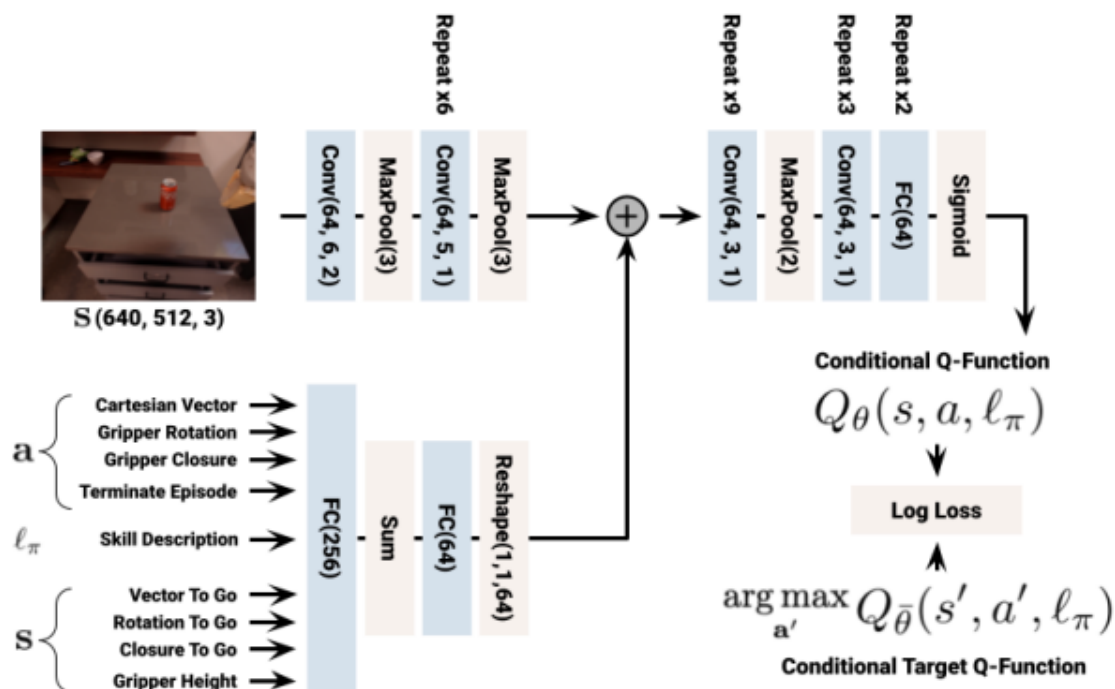 Repeat x6
Repeat x9
Repeat x3
Repeat x2
Conv(64, 6, 2)
MaxPool(3)
Conv(64, 5, 1)
MaxPool(3)
+
Conv(64, 3, 1)
MaxPool(2)
Conv(64, 3, 1)
FC(64)
Sigmoid
S (640, 512, 3)
a
Cartesian Vector
Gripper Rotation
Gripper Closure
Terminate Episode
ℓπ
Skill Description
s
Vector To Go
Rotation To Go
Closure To Go
Gripper Height
FC(256)
Sum
FC(64)
Reshape(1,1,64)
Conditional Q-Function
Qθ(s, a, ℓπ)
Log Loss
arg max Qθ̄(s′, a′, ℓπ)
a′
Conditional Target Q-Function